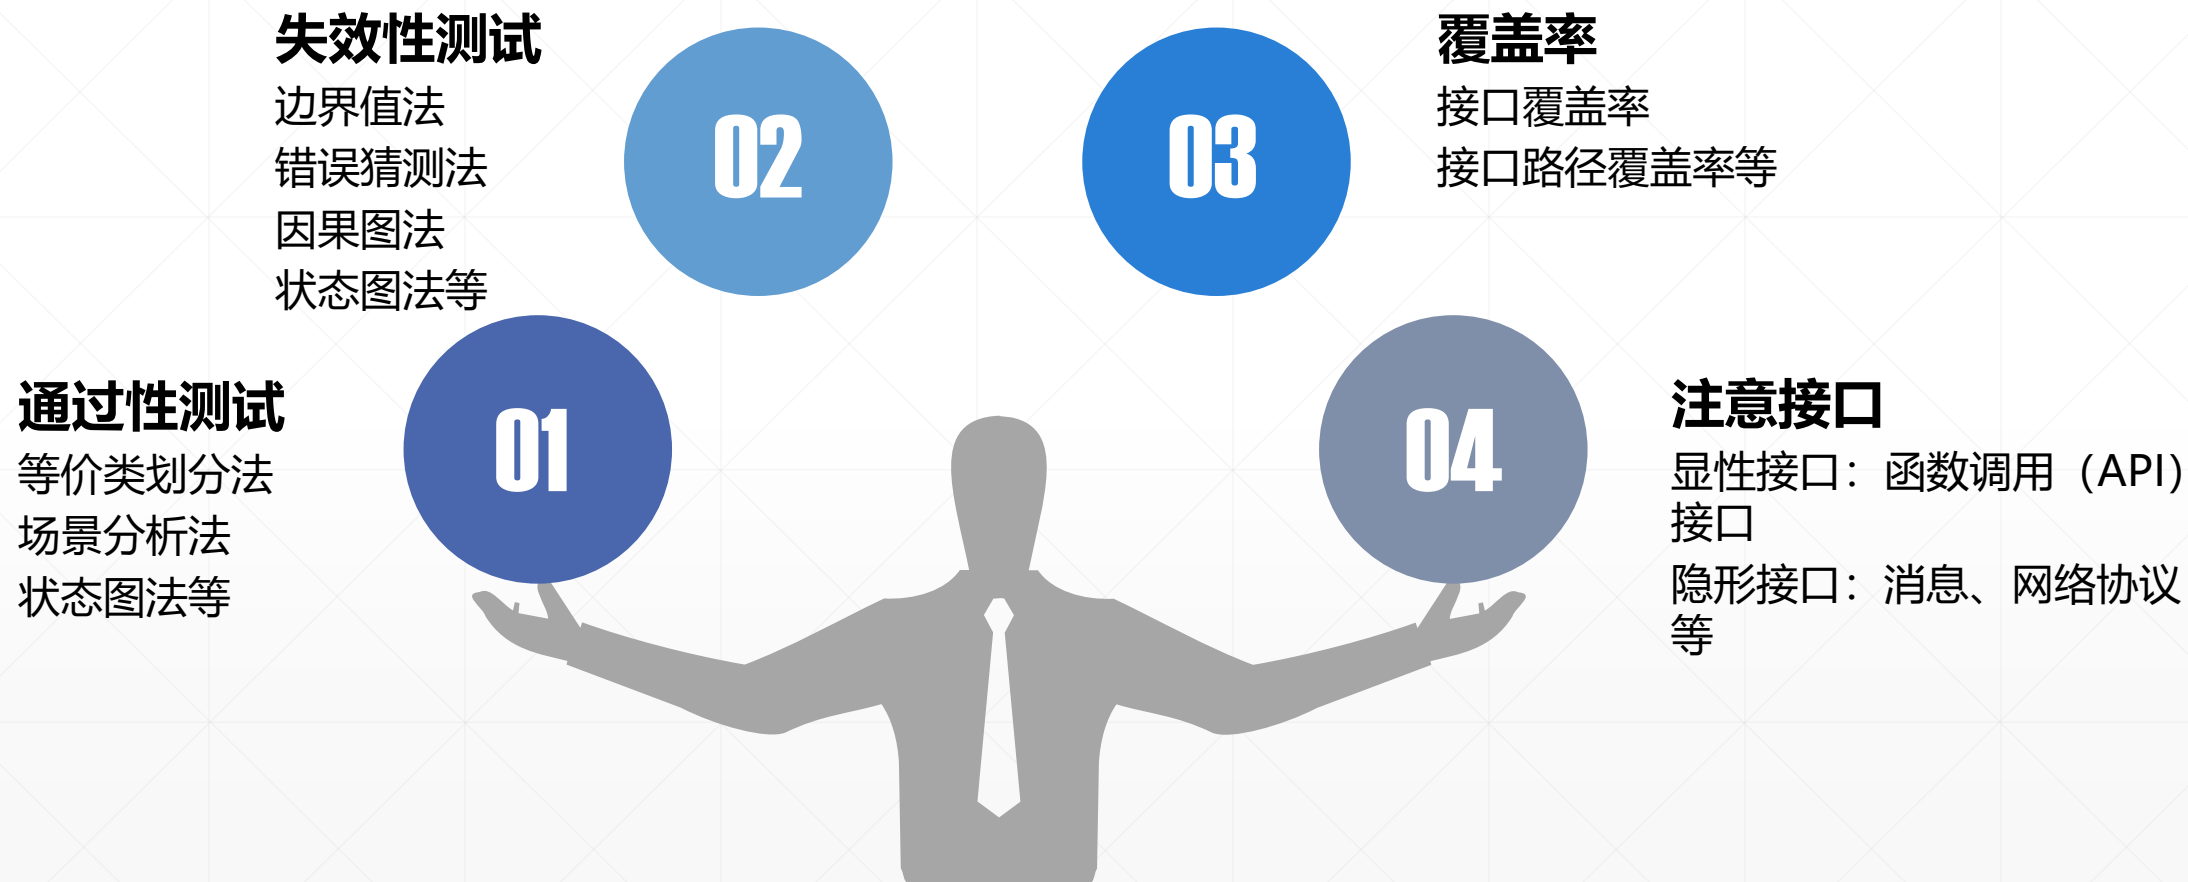 失效性测试
边界值法
错误猜测法
因果图法
状态图法等
02
03
覆盖率
接口覆盖率
接口路径覆盖率等
通过性测试
等价类划分法
场景分析法
状态图法等
01
04
注意接口
显性接口：函数调用（API）
接口
隐形接口：消息、网络协议
等